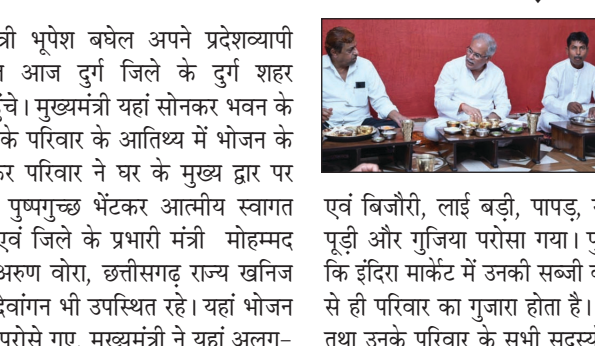 भूपेश बघेल अपने प्रदेशव्यापी
आज दुर्ग जिले के दुर्ग शहर
मुख्यमंत्री यहां सोनकर भवन के
के परिवार के आतिथ्य में भोजन के
परिवार ने घर के मुख्य द्वार पर
पुष्पगुच्छ भेंटकर आत्मीय स्वागत
एवं जिले के प्रभारी मंत्री मोहम्मद
अरुण वोरा, छत्तीसगढ़ राज्य खनिज
देवांगन भी उपस्थित रहे। यहां भोजन
परोसे गए. मुख्यमंत्री ने यहां अलग-
एवं बिजौरी, लाई बड़ी, पापड़,
पूड़ी और गुजिया परोसा गया।
कि इंदिरा मार्केट में उनकी सब्जी
से ही परिवार का गुजारा होता है।
तथा उनके परिवार के सभी